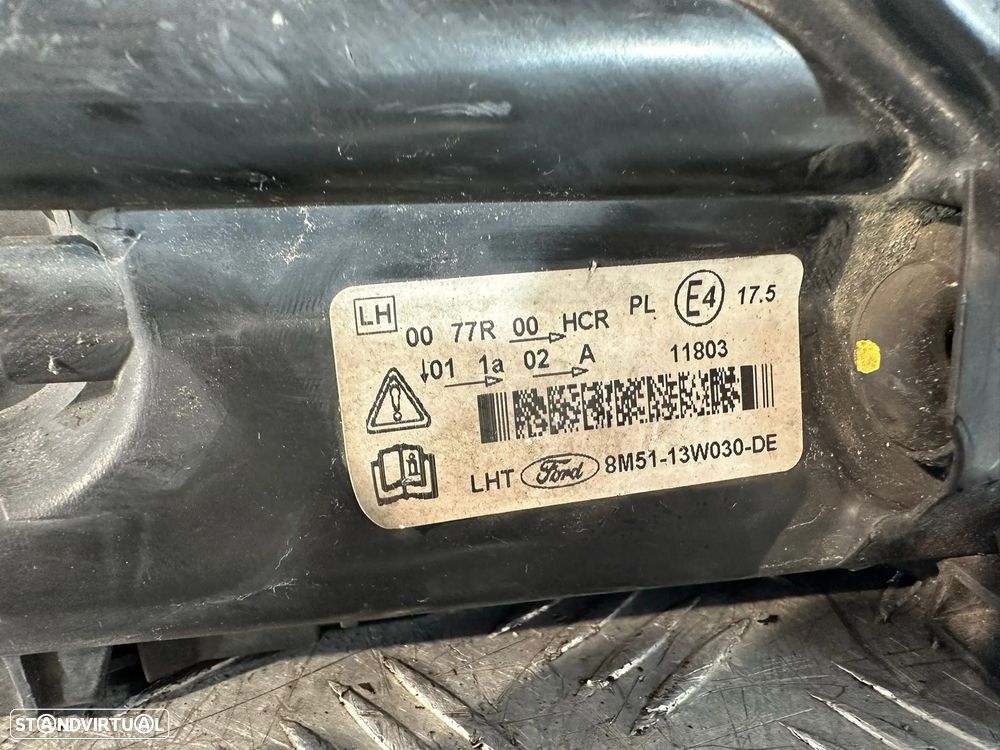 LH
00 77R 00 HCR PL E4 17.5
↓01 1a 02 A 11803
LHT Ford 8M51-13W030-DE
STANDVIRTUAL